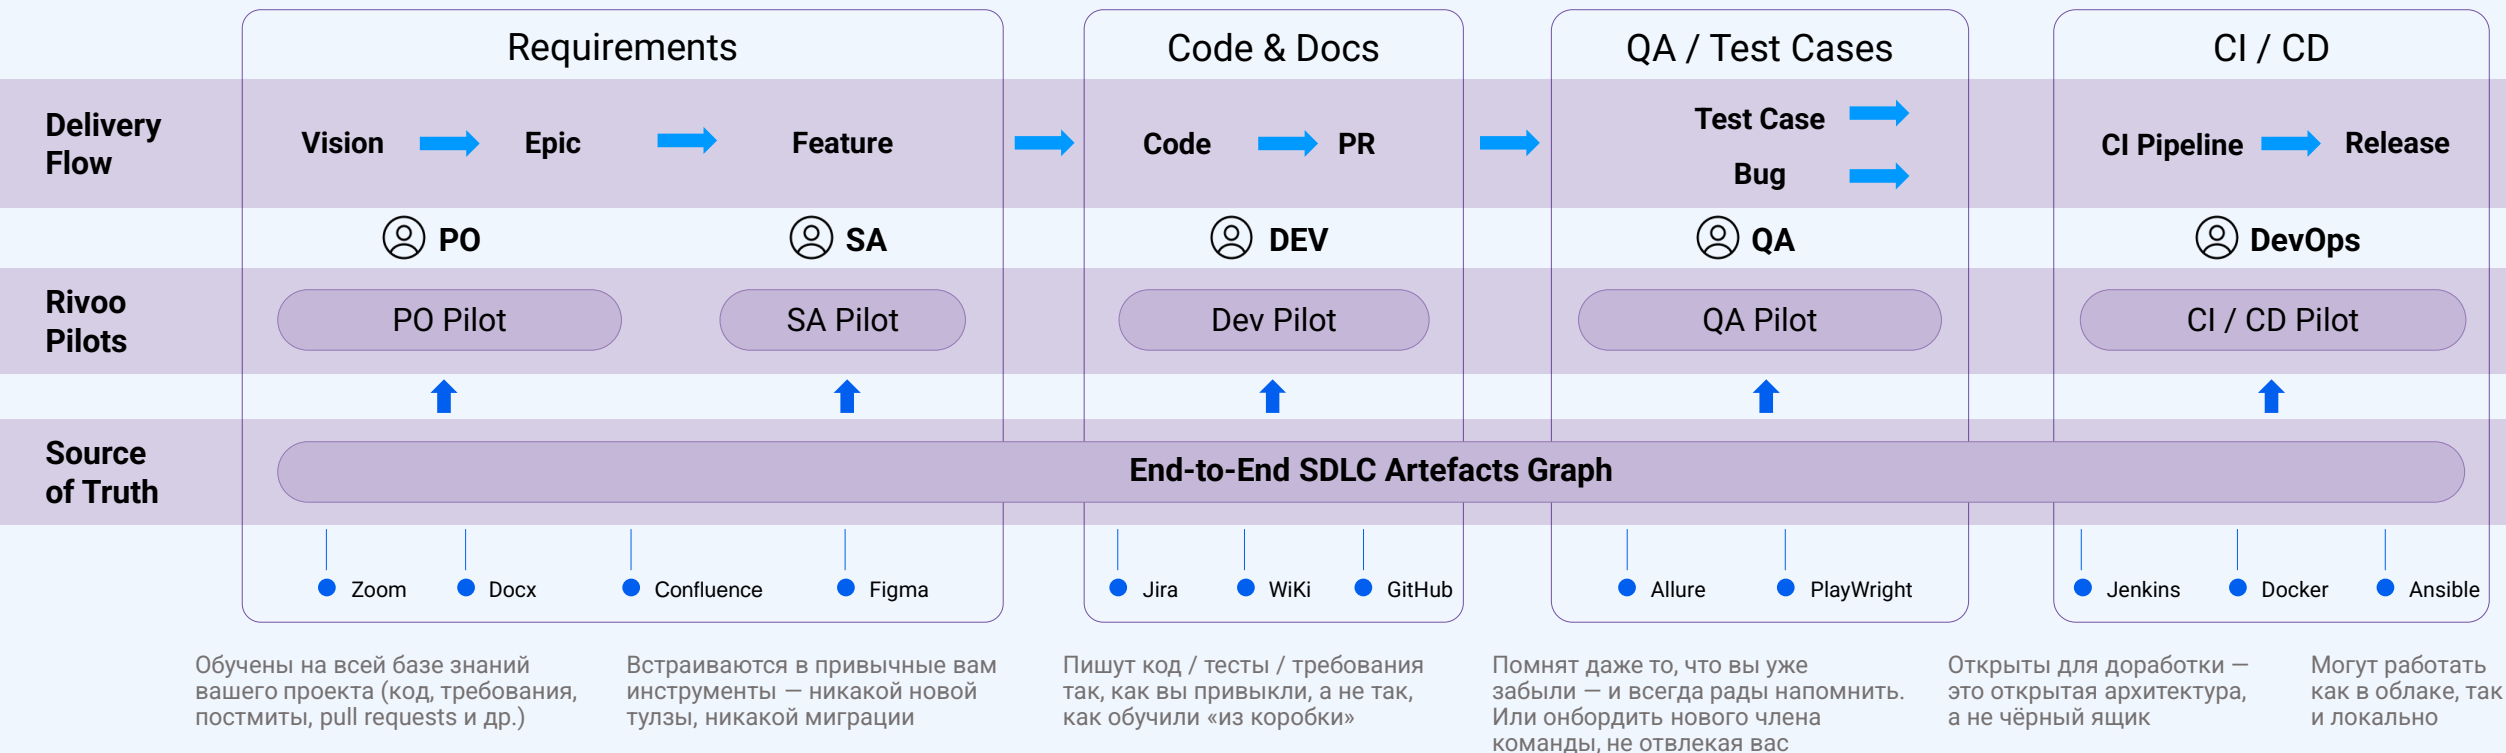 Requirements
Code & Docs
QA / Test Cases
CI / CD
Delivery
Flow
Vision
Epic
Feature
Code
PR
Test Case
Bug
CI Pipeline
Release
PO
SA
DEV
QA
DevOps
Rivoo
Pilots
PO Pilot
SA Pilot
Dev Pilot
QA Pilot
CI / CD Pilot
Source
of Truth
End-to-End SDLC Artefacts Graph
Zoom
Docx
Confluence
Figma
Jira
WiKi
GitHub
Allure
PlayWright
Jenkins
Docker
Ansible
Обучены на всей базе знаний
вашего проекта (код, требования,
постмиты, pull requests и др.)
Встраиваются в привычные вам
инструменты — никакой новой
тулзы, никакой миграции
Пишут код / тесты / требования
так, как вы привыкли, а не так,
как обучили «из коробки»
Помнят даже то, что вы уже
забыли — и всегда рады напомнить.
Или онбордить нового члена
команды, не отвлекая вас
Открыты для доработки —
это открытая архитектура,
а не чёрный ящик
Могут работать
как в облаке, так
и локально